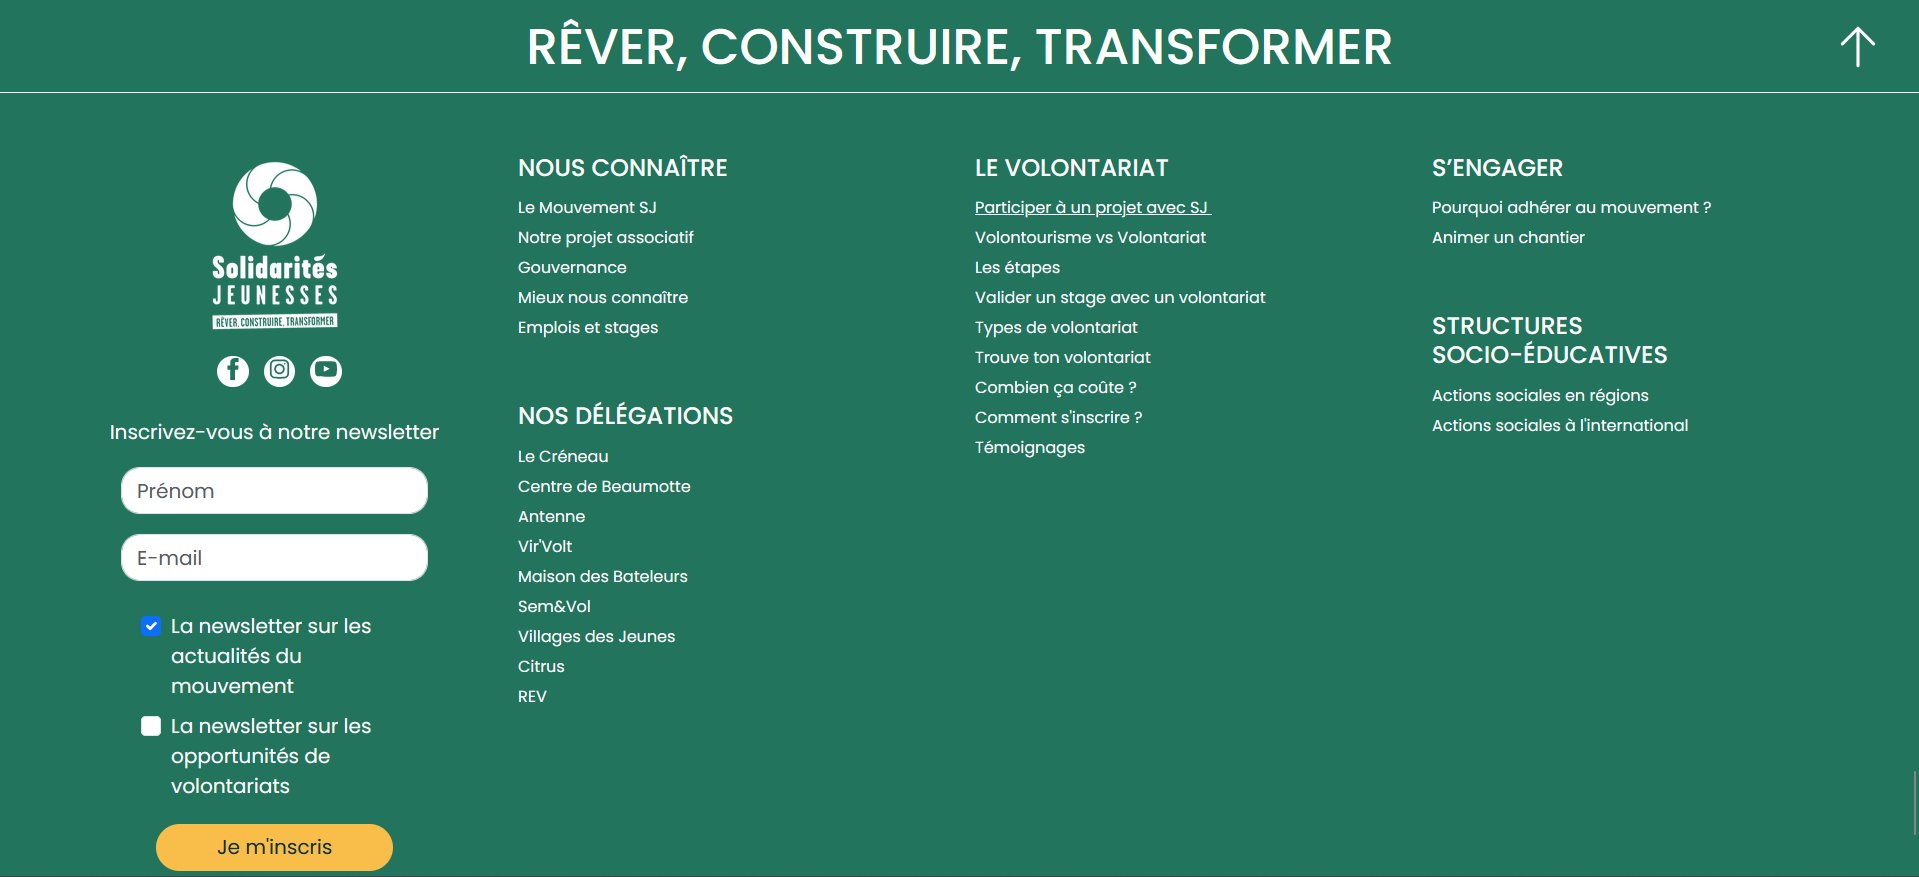 RÊVER, CONSTRUIRE, TRANSFORMER
Solidarités
JEUNESSES
RÊVER, CONSTRUIRE, TRANSFORMER
Inscrivez-vous à notre newsletter
Prénom
E-mail
La newsletter sur les
actualités du
mouvement
La newsletter sur les
opportunités de
volontariats
Je m'inscris
NOUS CONNAÎTRE
Le Mouvement SJ
Notre projet associatif
Gouvernance
Mieux nous connaître
Emplois et stages
NOS DÉLÉGATIONS
Le Créneau
Centre de Beaumotte
Antenne
Vir'Volt
Maison des Bateleurs
Sem&Vol
Villages des Jeunes
Citrus
REV
LE VOLONTARIAT
Participer à un projet avec SJ
Volontourisme vs Volontariat
Les étapes
Valider un stage avec un volontariat
Types de volontariat
Trouve ton volontariat
Combien ça coûte ?
Comment s'inscrire ?
Témoignages
S’ENGAGER
Pourquoi adhérer au mouvement ?
Animer un chantier
STRUCTURES
SOCIO-ÉDUCATIVES
Actions sociales en régions
Actions sociales à l'international